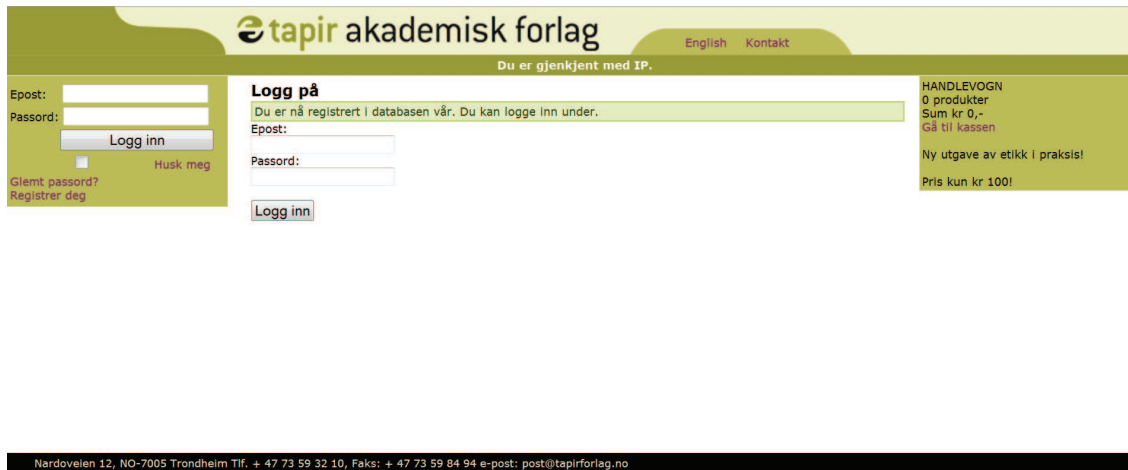 tapir akademisk forlag
English Kontakt
Du er gjenkjent med IP.
Epost:
Passord:
Logg inn
Husk meg
Glemt passord?
Registrer deg
Logg på
Du er nå registrert i databasen vår. Du kan logge inn under.
Epost:
Passord:
Logg inn
HANDLEVOGN
0 produkter
Sum kr 0,-
Gå til kassen
Ny utgave av etikk i praksis!
Pris kun kr 100!
Nardoveien 12, NO-7005 Trondheim Tlf. + 47 73 59 32 10, Faks: + 47 73 59 84 94 e-post: post@tapirforlag.no